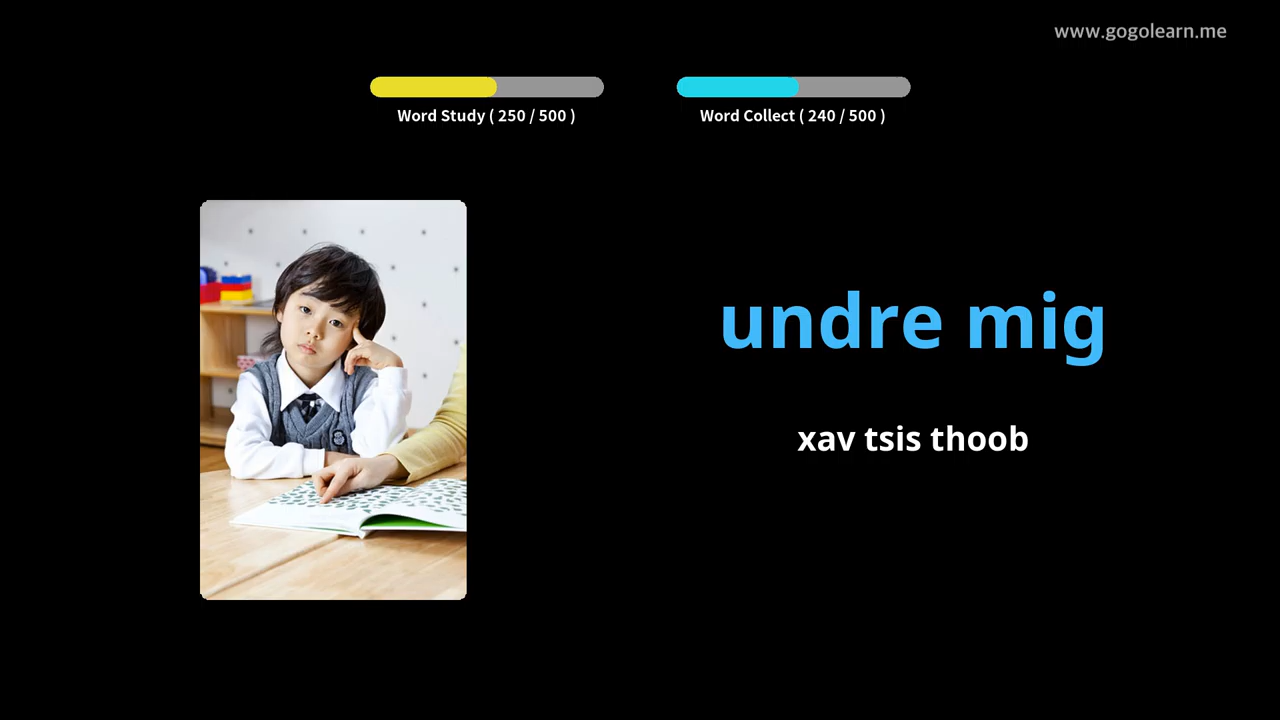 www.gogolearn.me
Word Study ( 250 / 500 )
Word Collect ( 240 / 500 )
undre mig
xav tsis thoob